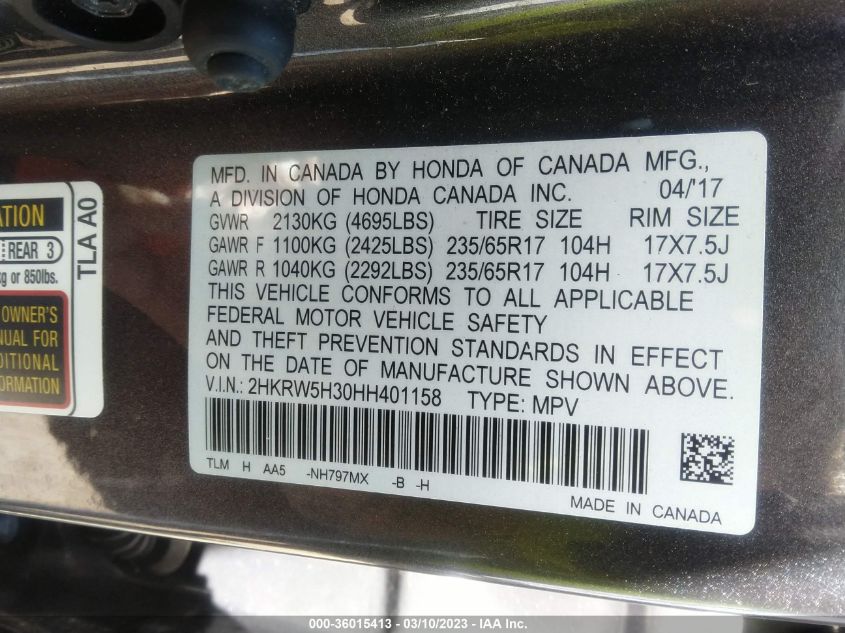 ATION
REAR 3
kg or 850lbs.
OWNER'S
NUAL FOR
DITIONAL
FORMATION
TLA A0
MFD. IN CANADA BY HONDA OF CANADA MFG.,
A DIVISION OF HONDA CANADA INC. 04/'17
GVWR 2130KG (4695LBS) TIRE SIZE RIM SIZE
GAWR F 1100KG (2425LBS) 235/65R17 104H 17X7.5J
GAWR R 1040KG (2292LBS) 235/65R17 104H 17X7.5J
THIS VEHICLE CONFORMS TO ALL APPLICABLE
FEDERAL MOTOR VEHICLE SAFETY
AND THEFT PREVENTION STANDARDS IN EFFECT
ON THE DATE OF MANUFACTURE SHOWN ABOVE.
V.I.N.: 2HKRW5H30HH401158 TYPE: MPV
TLM H AA5 -NH797MX -B -H
MADE IN CANADA
000-36015413 - 03/10/2023 - IAA Inc.